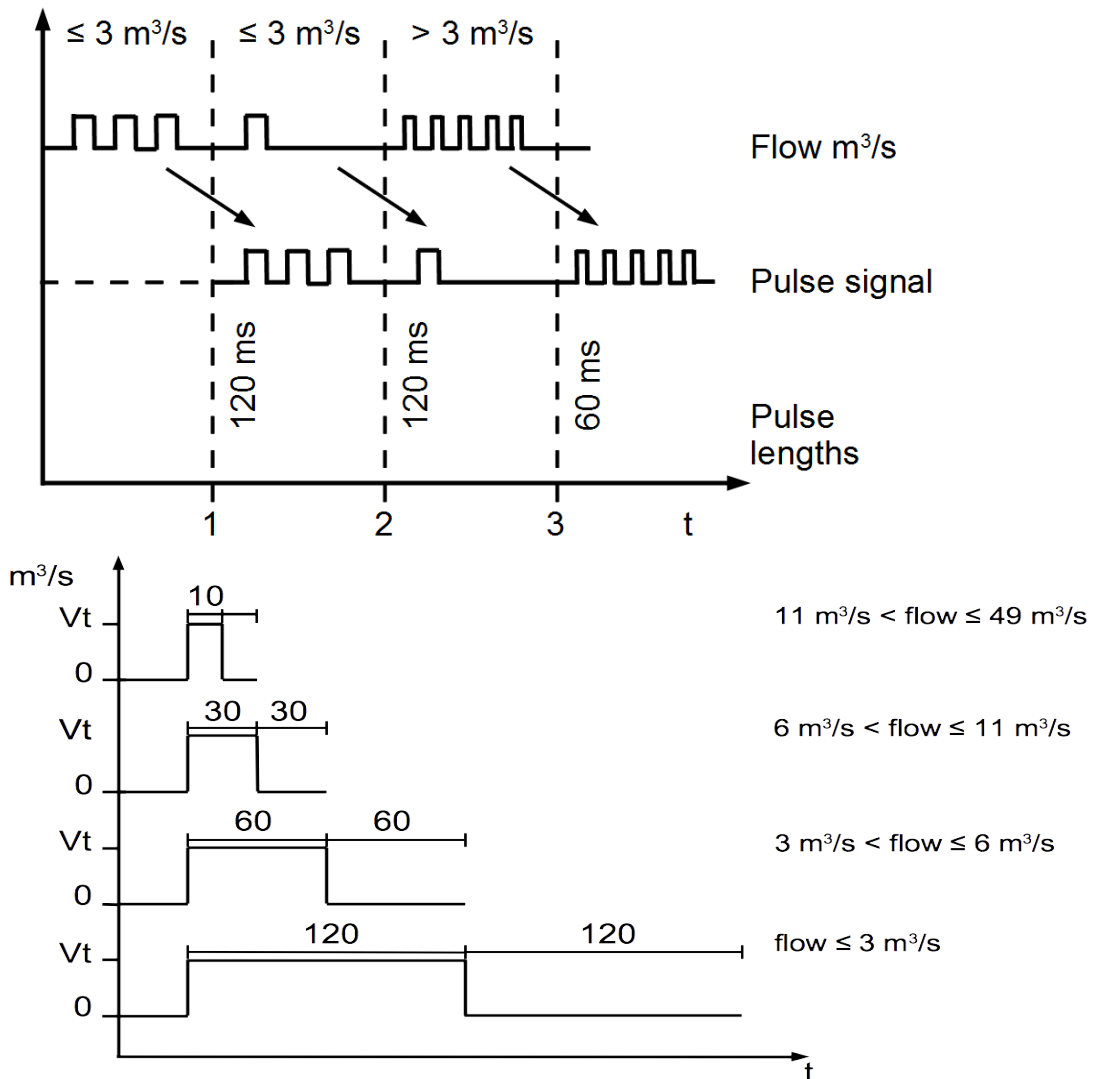 ≤ 3 m³/s ≤ 3 m³/s > 3 m³/s
Flow m³/s
Pulse signal
120 ms 120 ms 60 ms
Pulse
lengths
1 2 3 t
m³/s
10
Vt
11 m³/s < flow ≤ 49 m³/s
0
30 30
Vt
6 m³/s < flow ≤ 11 m³/s
0
60 60
Vt
3 m³/s < flow ≤ 6 m³/s
0
120 120
Vt
flow ≤ 3 m³/s
0
t